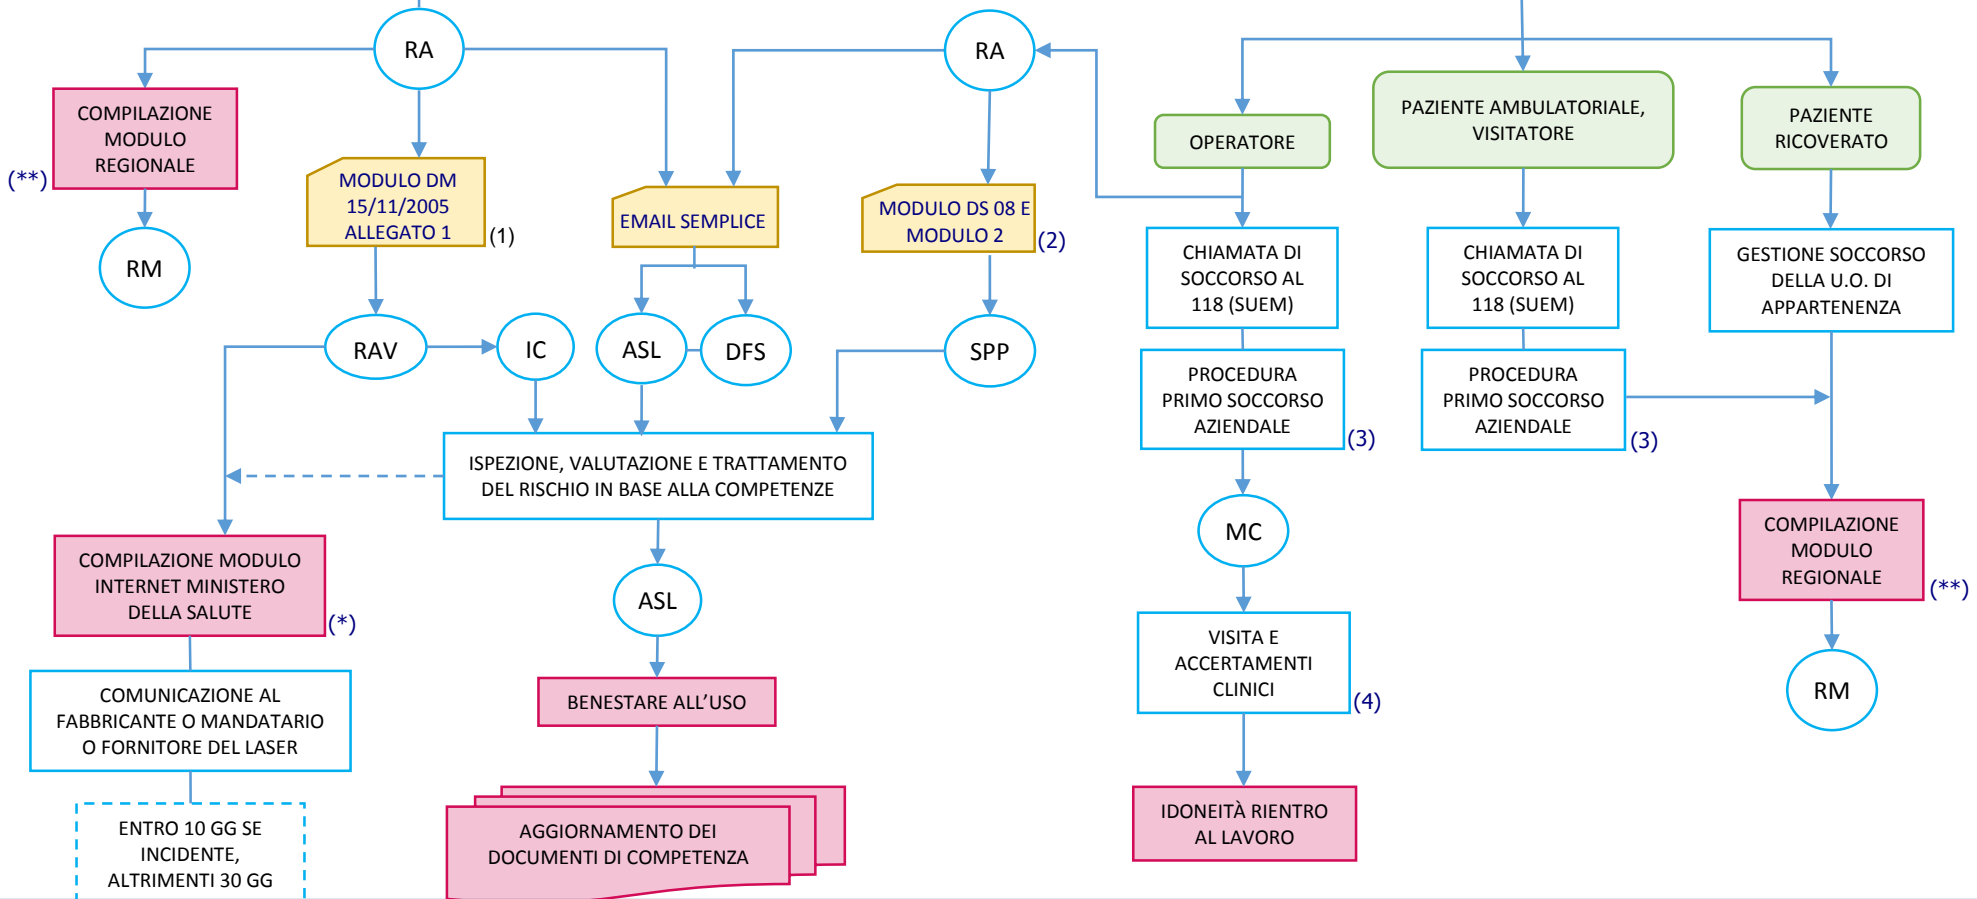 RA
RA
COMPILAZIONE
MODULO
REGIONALE
(**)
RM
MODULO DM
15/11/2005
ALLEGATO 1
(1)
EMAIL SEMPLICE
MODULO DS 08 E
MODULO 2
(2)
OPERATORE
PAZIENTE AMBULATORIALE,
VISITATORE
PAZIENTE
RICOVERATO
CHIAMATA DI
SOCCORSO AL
118 (SUEM)
CHIAMATA DI
SOCCORSO AL
118 (SUEM)
GESTIONE SOCCORSO
DELLA U.O. DI
APPARTENENZA
RAV
IC
ASL
DFS
SPP
PROCEDURA
PRIMO SOCCORSO
AZIENDALE
(3)
PROCEDURA
PRIMO SOCCORSO
AZIENDALE
(3)
ISPEZIONE, VALUTAZIONE E TRATTAMENTO
DEL RISCHIO IN BASE ALLA COMPETENZE
MC
COMPILAZIONE
MODULO
REGIONALE
(**)
COMPILAZIONE MODULO
INTERNET MINISTERO
DELLA SALUTE
(*)
ASL
VISITA E
ACCERTAMENTI
CLINICI
(4)
RM
COMUNICAZIONE AL
FABBRICANTE O MANDATARIO
O FORNITORE DEL LASER
BENESTARE ALL’USO
ENTRO 10 GG SE
INCIDENTE,
ALTRIMENTI 30 GG
AGGIORNAMENTO DEI
DOCUMENTI DI COMPETENZA
IDONEITÀ RIENTRO
AL LAVORO